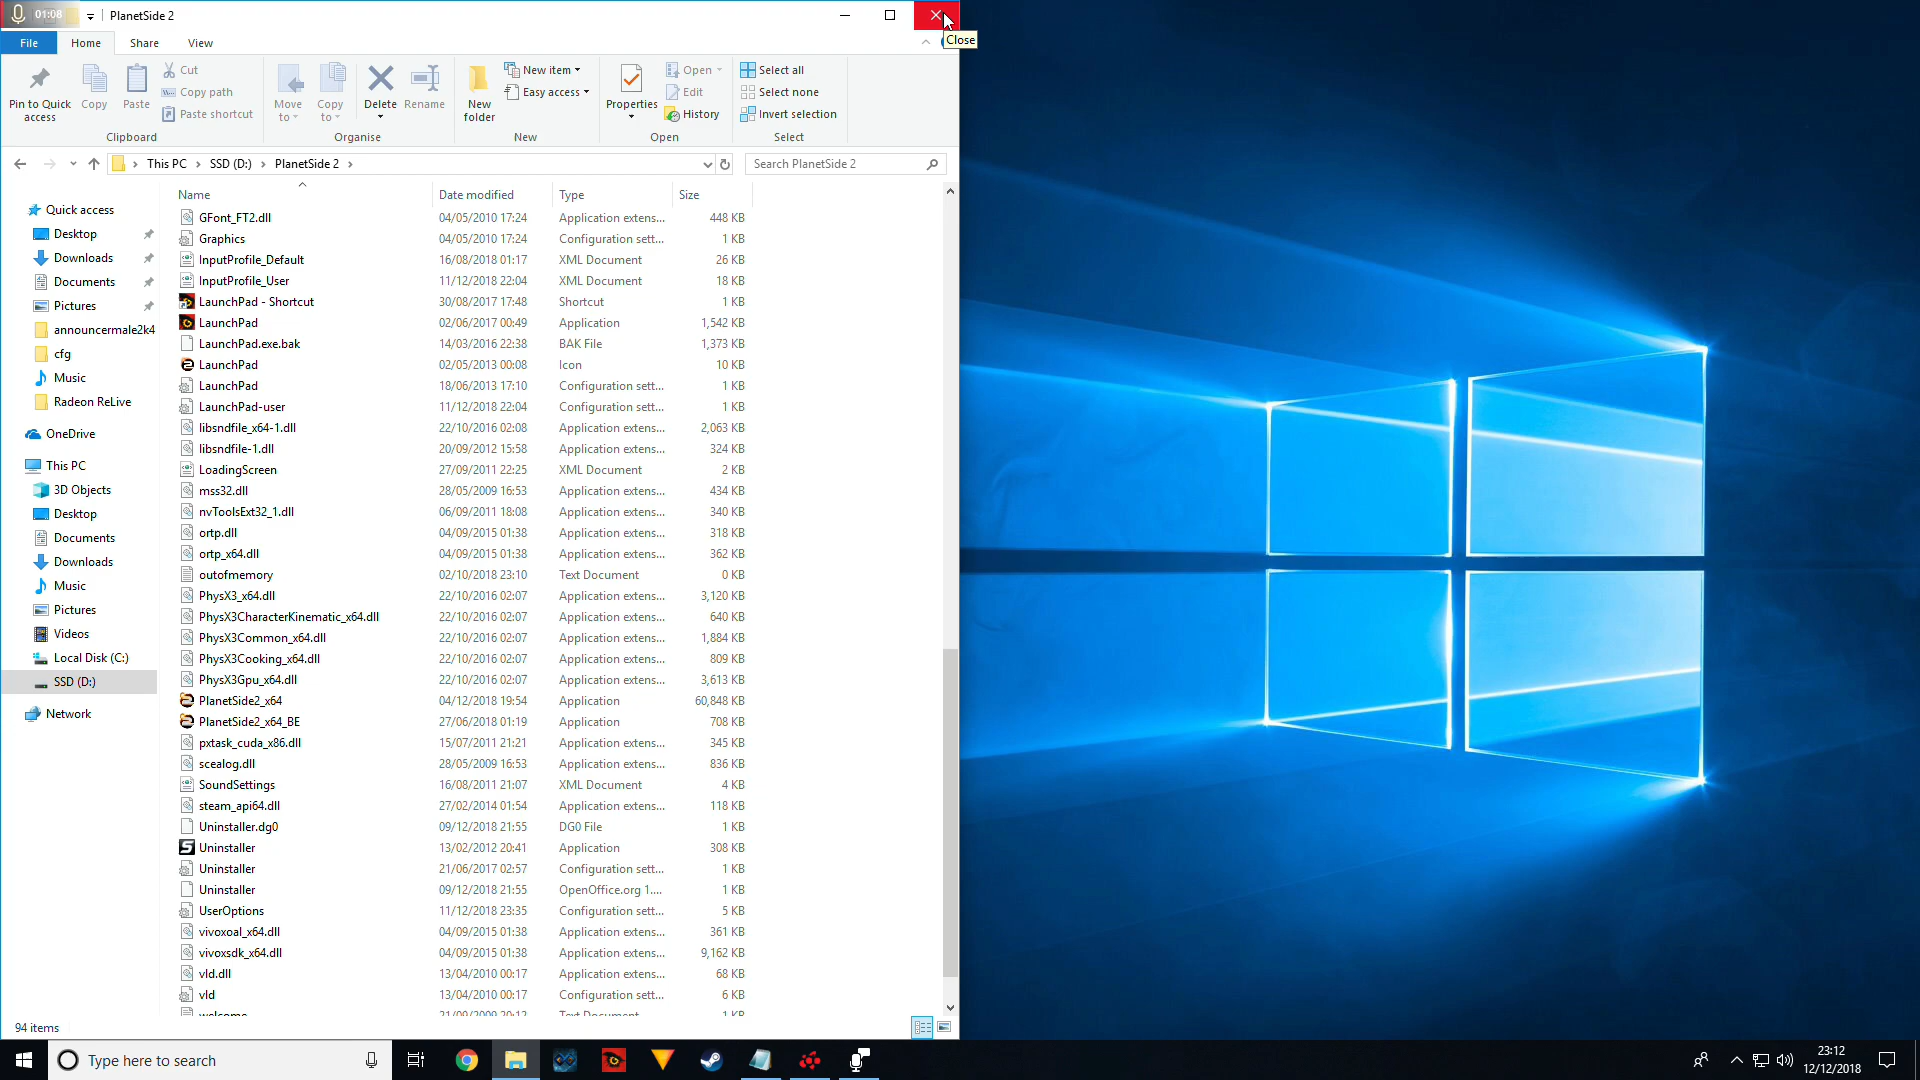 01:08
PlanetSide 2
Close
File Home Share View
Pin to Quick access
Copy
Paste
Cut
Copy path
Paste shortcut
Clipboard
Move to
Copy to
Delete
Rename
Organise
New folder
New item
Easy access
New
Properties
Open
Edit
History
Open
Select all
Select none
Invert selection
Select
This PC > SSD (D:) > PlanetSide 2 >
Search PlanetSide 2
Quick access
Desktop
Downloads
Documents
Pictures
announcermale2k4
cfg
Music
Radeon ReLive
OneDrive
This PC
3D Objects
Desktop
Documents
Downloads
Music
Pictures
Videos
Local Disk (C:)
SSD (D:)
Network
Name Date modified Type Size
GFont_FT2.dll 04/05/2010 17:24 Application extens... 448 KB
Graphics 04/05/2010 17:24 Configuration sett... 1 KB
InputProfile_Default 16/08/2018 01:17 XML Document 26 KB
InputProfile_User 11/12/2018 22:04 XML Document 18 KB
LaunchPad - Shortcut 30/08/2017 17:48 Shortcut 1 KB
LaunchPad 02/06/2017 00:49 Application 1,542 KB
LaunchPad.exe.bak 14/03/2016 22:38 BAK File 1,373 KB
LaunchPad 02/05/2013 00:08 Icon 10 KB
LaunchPad 18/06/2013 17:10 Configuration sett... 1 KB
LaunchPad-user 11/12/2018 22:04 Configuration sett... 1 KB
libsndfile_x64-1.dll 22/10/2016 02:08 Application extens... 2,063 KB
libsndfile-1.dll 20/09/2012 15:58 Application extens... 324 KB
LoadingScreen 27/09/2011 22:25 XML Document 2 KB
mss32.dll 28/05/2009 16:53 Application extens... 434 KB
nvToolsExt32_1.dll 06/09/2011 18:08 Application extens... 340 KB
ortp.dll 04/09/2015 01:38 Application extens... 318 KB
ortp_x64.dll 04/09/2015 01:38 Application extens... 362 KB
outofmemory 02/10/2018 23:10 Text Document 0 KB
PhysX3_x64.dll 22/10/2016 02:07 Application extens... 3,120 KB
PhysX3CharacterKinematic_x64.dll 22/10/2016 02:07 Application extens... 640 KB
PhysX3Common_x64.dll 22/10/2016 02:07 Application extens... 1,884 KB
PhysX3Cooking_x64.dll 22/10/2016 02:07 Application extens... 809 KB
PhysX3Gpu_x64.dll 22/10/2016 02:07 Application extens... 3,613 KB
PlanetSide2_x64 04/12/2018 19:54 Application 60,848 KB
PlanetSide2_x64_BE 27/06/2018 01:19 Application 708 KB
pxtask_cuda_x86.dll 15/07/2011 21:21 Application extens... 345 KB
scealog.dll 28/05/2009 16:53 Application extens... 836 KB
SoundSettings 16/08/2011 21:07 XML Document 4 KB
steam_api64.dll 27/02/2014 01:54 Application extens... 118 KB
Uninstaller.dg0 09/12/2018 21:55 DG0 File 1 KB
Uninstaller 13/02/2012 20:41 Application 308 KB
Uninstaller 21/06/2017 02:57 Configuration sett... 1 KB
Uninstaller 09/12/2018 21:55 OpenOffice.org 1.... 1 KB
UserOptions 11/12/2018 23:35 Configuration sett... 5 KB
vivoxoal_x64.dll 04/09/2015 01:38 Application extens... 361 KB
vivoxsdk_x64.dll 04/09/2015 01:38 Application extens... 9,162 KB
vld.dll 13/04/2010 00:17 Application extens... 68 KB
vld 13/04/2010 00:17 Configuration sett... 6 KB
welcome 21/09/2009 20:12 Text Document 1 KB
94 items
Type here to search
23:12
12/12/2018